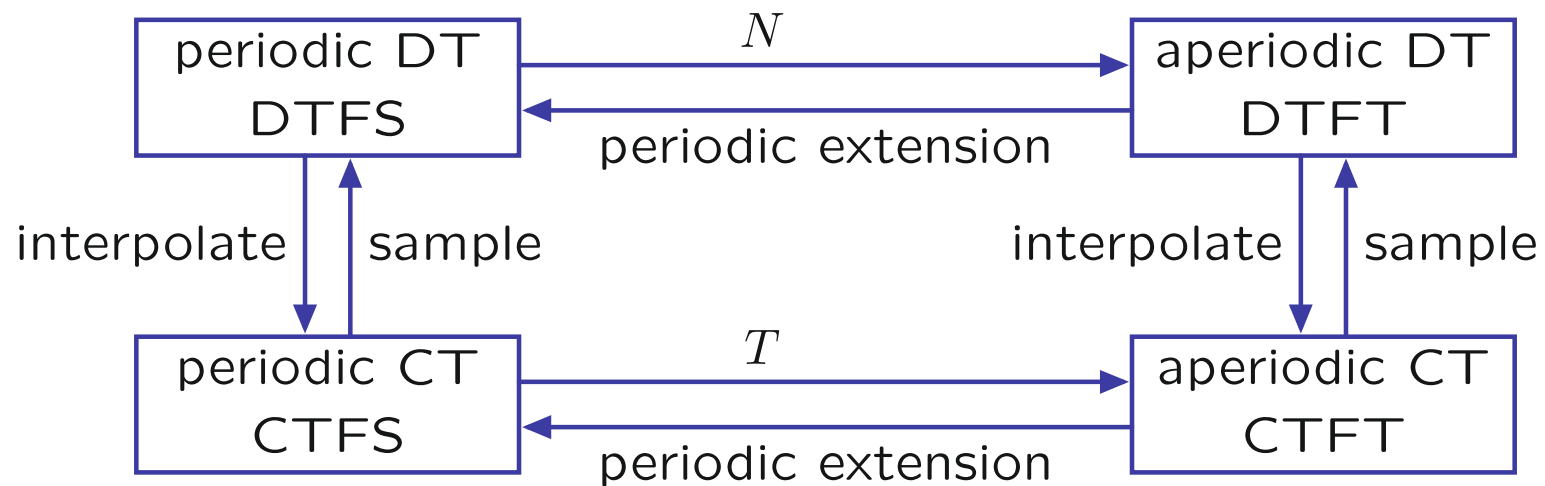 N
periodic DT
DTFS
aperiodic DT
DTFT
periodic extension
interpolate
sample
interpolate
sample
T
periodic CT
CTFS
aperiodic CT
CTFT
periodic extension